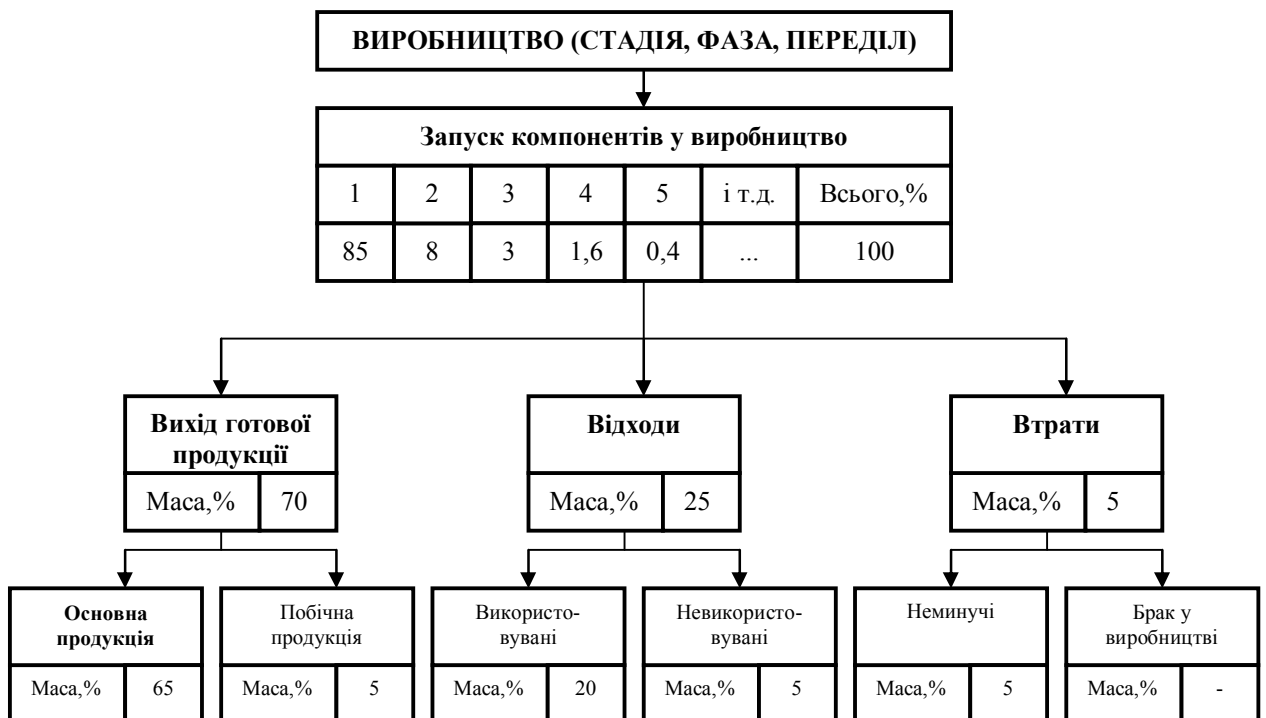 ВИРОБНИЦТВО (СТАДІЯ, ФАЗА, ПЕРЕДІЛ)
Запуск компонентів у виробництво
1 2 3 4 5 і т.д. Всього,%
85 8 3 1,6 0,4 ... 100
Вихід готової
продукції
Маса,% 70
Відходи
Маса,% 25
Втрати
Маса,% 5
Основна
продукція
Маса,% 65
Побічна
продукція
Маса,% 5
Використо-
вувані
Маса,% 20
Невикористо-
вувані
Маса,% 5
Неминучі
Маса,% 5
Брак у
виробництві
Маса,% -